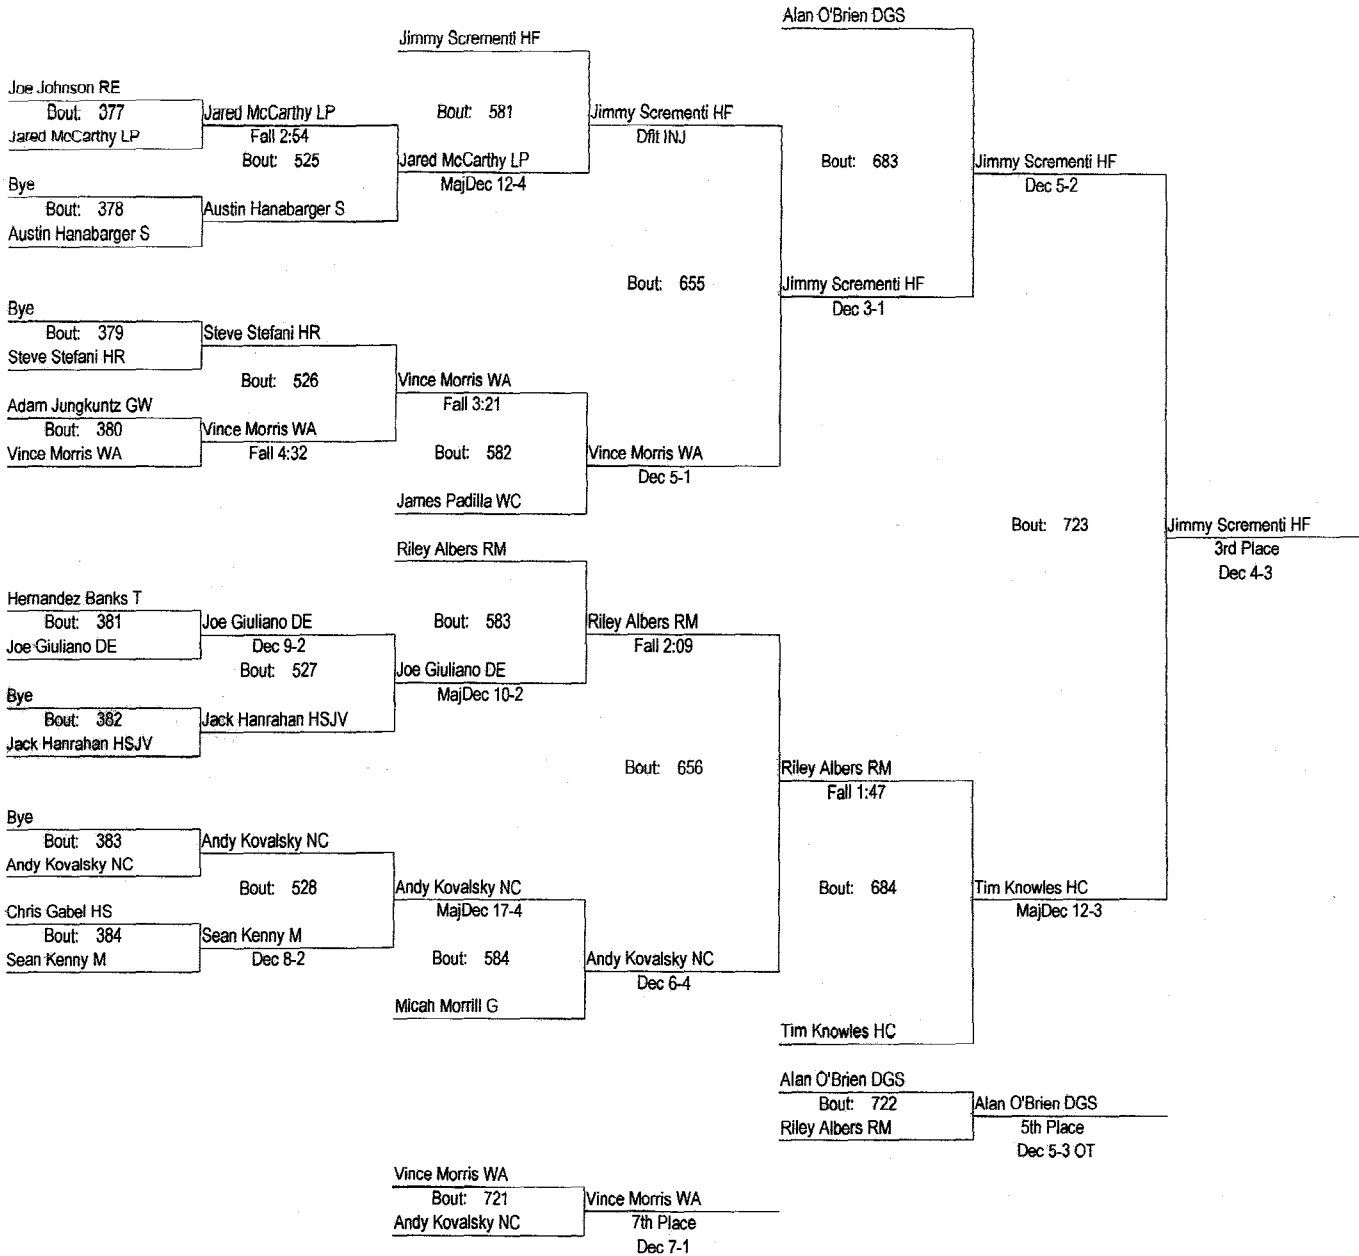 Alan O'Brien DGS
Jimmy Scrementi HF
Joe Johnson RE
Bout: 377
Jared McCarthy LP
Jared McCarthy LP
Fall 2:54
Bout: 525
Bout: 581
Jimmy Scrementi HF
Dflt INJ
Jared McCarthy LP
MajDec 12-4
Bout: 683
Jimmy Scrementi HF
Dec 5-2
Bye
Bout: 378
Austin Hanabarger S
Austin Hanabarger S
Bout: 655
Jimmy Scrementi HF
Dec 3-1
Bye
Bout: 379
Steve Stefani HR
Steve Stefani HR
Bout: 526
Vince Morris WA
Fall 3:21
Adam Jungkuntz GW
Bout: 380
Vince Morris WA
Vince Morris WA
Fall 4:32
Bout: 582
Vince Morris WA
Dec 5-1
James Padilla WC
Bout: 723
Jimmy Scrementi HF
3rd Place
Dec 4-3
Riley Albers RM
Hernandez Banks T
Bout: 381
Joe Giuliano DE
Joe Giuliano DE
Dec 9-2
Bout: 527
Bout: 583
Riley Albers RM
Fall 2:09
Joe Giuliano DE
MajDec 10-2
Bye
Bout: 382
Jack Hanrahan HSJV
Jack Hanrahan HSJV
Bout: 656
Riley Albers RM
Fall 1:47
Bye
Bout: 383
Andy Kovalsky NC
Andy Kovalsky NC
Bout: 528
Andy Kovalsky NC
MajDec 17-4
Bout: 684
Tim Knowles HC
MajDec 12-3
Chris Gabel HS
Bout: 384
Sean Kenny M
Sean Kenny M
Dec 8-2
Bout: 584
Andy Kovalsky NC
Dec 6-4
Micah Morrill G
Tim Knowles HC
Alan O'Brien DGS
Bout: 722
Riley Albers RM
Alan O'Brien DGS
5th Place
Dec 5-3 OT
Vince Morris WA
Bout: 721
Andy Kovalsky NC
Vince Morris WA
7th Place
Dec 7-1